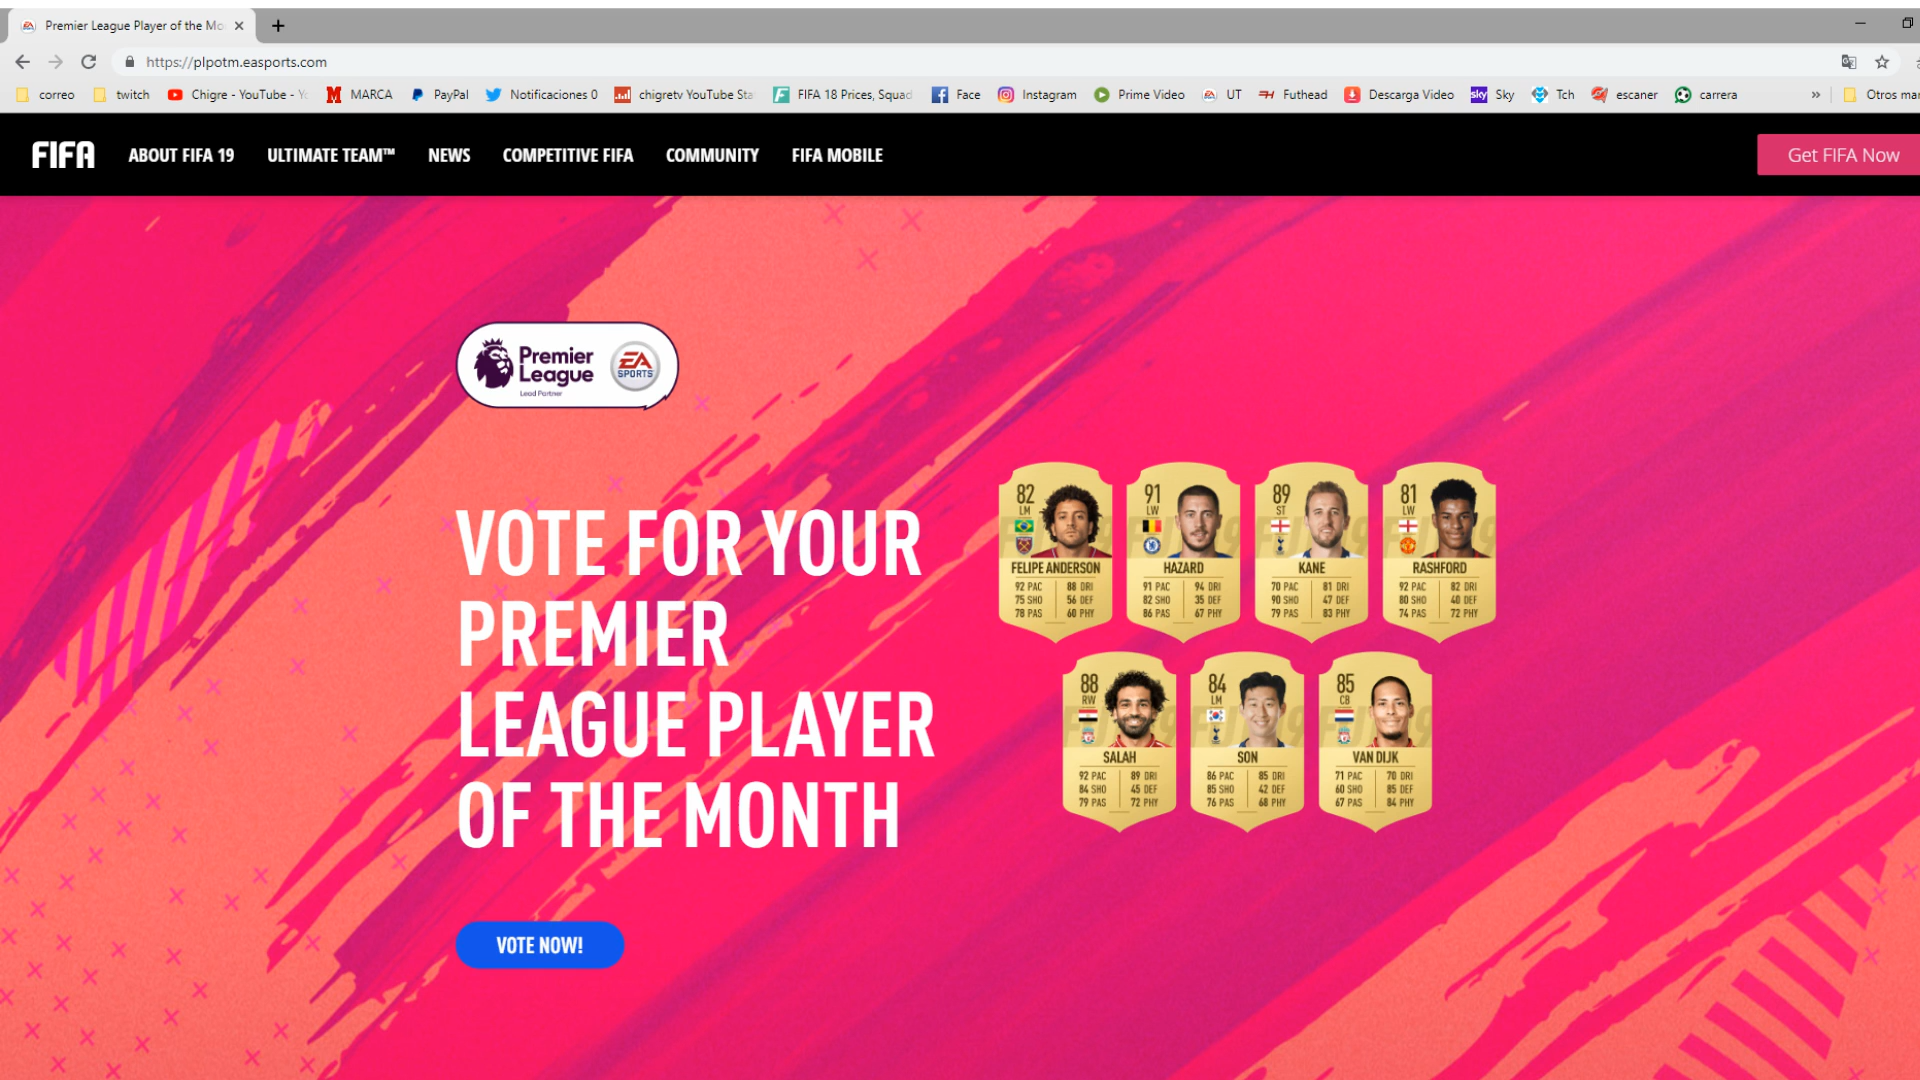 Premier League Player of the Mo
https://plpotm.easports.com
correo twitch Chigre - YouTube - Yo MARCA PayPal Notificaciones 0 chigretv YouTube Sta FIFA 18 Prices, Squad Face Instagram Prime Video UT Futhead Descarga Video sky Sky Tch escaner carrera » Otros mar
FIFA ABOUT FIFA 19 ULTIMATE TEAM™ NEWS COMPETITIVE FIFA COMMUNITY FIFA MOBILE Get FIFA Now
Premier
League
Lead Partner
EA
SPORTS
VOTE FOR YOUR
PREMIER
LEAGUE PLAYER
OF THE MONTH
VOTE NOW!
82
LM
FELIPE ANDERSON
92 PAC 88 DRI
75 SHO 56 DEF
78 PAS 60 PHY
91
LW
HAZARD
91 PAC 94 DRI
82 SHO 35 DEF
86 PAS 67 PHY
89
ST
KANE
70 PAC 81 DRI
90 SHO 47 DEF
79 PAS 83 PHY
81
LW
RASHFORD
92 PAC 82 DRI
80 SHO 40 DEF
74 PAS 72 PHY
88
RW
SALAH
92 PAC 89 DRI
84 SHO 45 DEF
79 PAS 72 PHY
84
LM
SON
86 PAC 85 DRI
85 SHO 42 DEF
76 PAS 68 PHY
85
CB
VAN DIJK
71 PAC 70 DRI
60 SHO 85 DEF
67 PAS 84 PHY